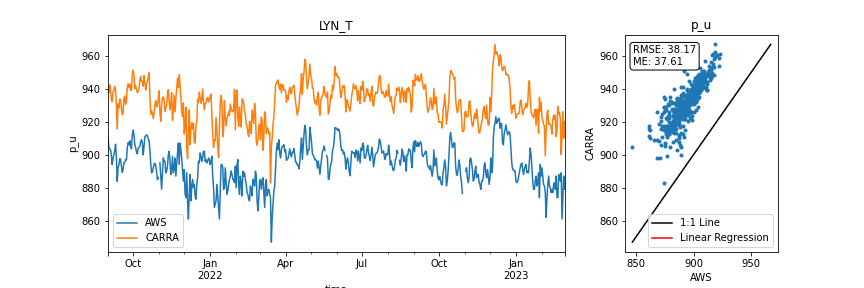 LYN_T
p_u
960
940
920
900
880
860
p_u
AWS
CARRA
Oct
Jan
2022
Apr
Jul
Oct
Jan
2023
time
p_u
960
940
920
900
880
860
CARRA
RMSE: 38.17
ME: 37.61
1:1 Line
Linear Regression
850
900
950
AWS